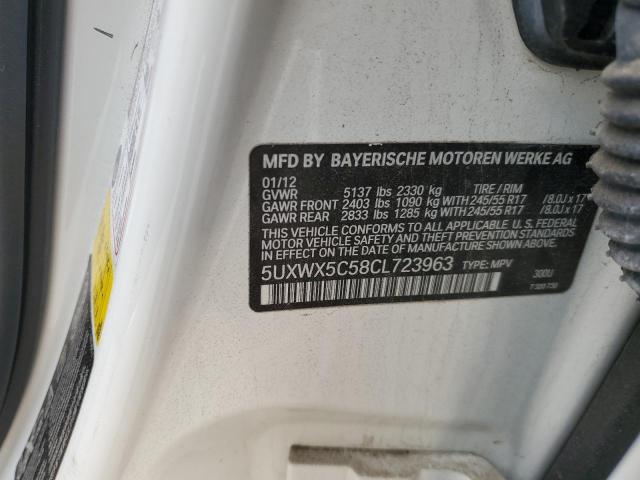 MFD BY BAYERISCHE MOTOREN WERKE AG
01/12
GVWR 5137 lbs 2330 kg TIRE / RIM
GAWR FRONT 2403 lbs 1090 kg WITH 245/55 R17 / 8.0J x 17
GAWR REAR 2833 lbs 1285 kg WITH 245/55 R17 / 8.0J x 17
THIS VEHICLE CONFORMS TO ALL APPLICABLE U.S. FEDERAL
MOTOR VEHICLE SAFETY AND THEFT PREVENTION STANDARDS
IN EFFECT ON THE DATE OF MANUFACTURE SHOWN ABOVE.
5UXWX5C58CL723963 TYPE: MPV
300U